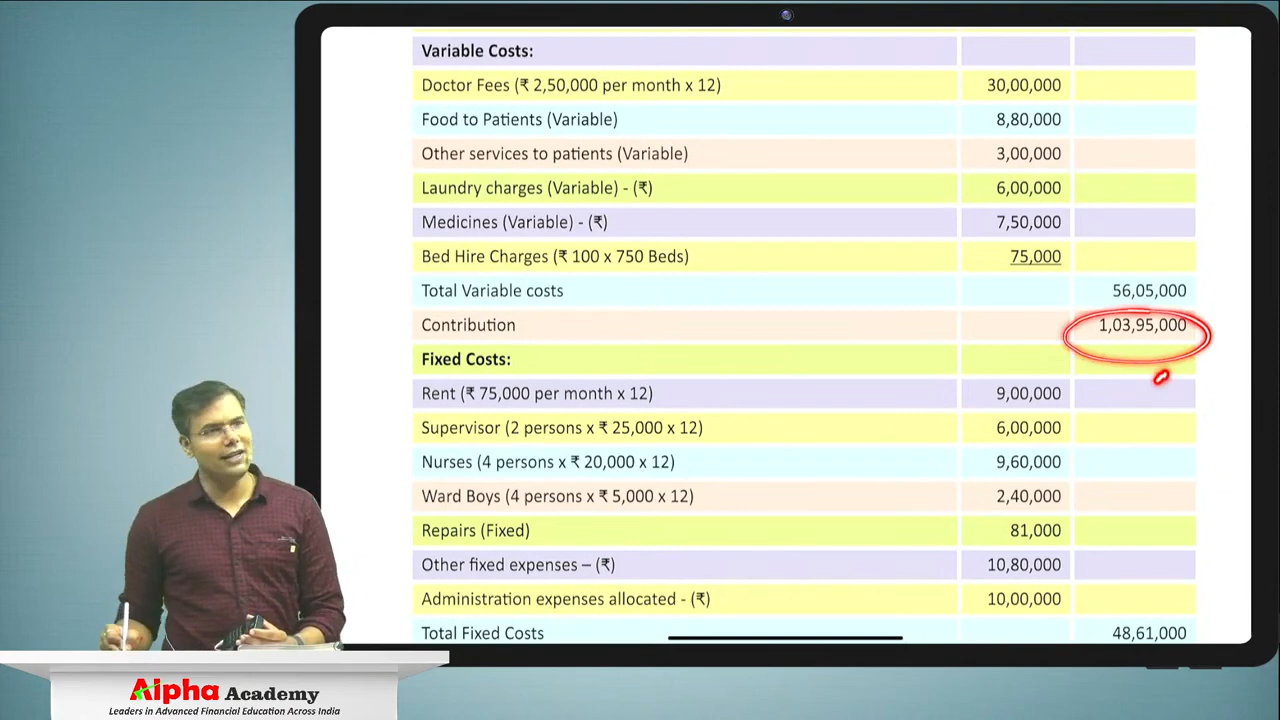 Variable Costs:
Doctor Fees (₹ 2,50,000 per month x 12) 30,00,000
Food to Patients (Variable) 8,80,000
Other services to patients (Variable) 3,00,000
Laundry charges (Variable) - (₹) 6,00,000
Medicines (Variable) - (₹) 7,50,000
Bed Hire Charges (₹ 100 x 750 Beds) 75,000
Total Variable costs 56,05,000
Contribution 1,03,95,000
Fixed Costs:
Rent (₹ 75,000 per month x 12) 9,00,000
Supervisor (2 persons x ₹ 25,000 x 12) 6,00,000
Nurses (4 persons x ₹ 20,000 x 12) 9,60,000
Ward Boys (4 persons x ₹ 5,000 x 12) 2,40,000
Repairs (Fixed) 81,000
Other fixed expenses – (₹) 10,80,000
Administration expenses allocated - (₹) 10,00,000
Total Fixed Costs 48,61,000
Alpha Academy
Leaders in Advanced Financial Education Across India